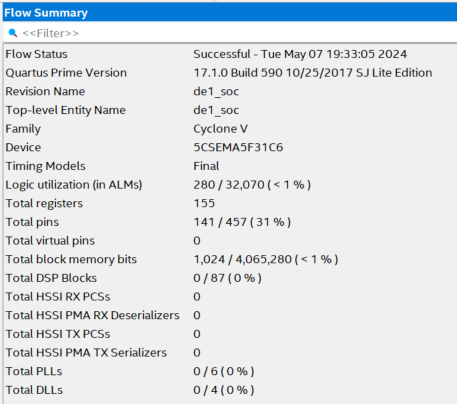 Flow Summary
<<Filter>>
Flow Status Successful - Tue May 07 19:33:05 2024
Quartus Prime Version 17.1.0 Build 590 10/25/2017 SJ Lite Edition
Revision Name de1_soc
Top-level Entity Name de1_soc
Family Cyclone V
Device 5CSEMA5F31C6
Timing Models Final
Logic utilization (in ALMs) 280 / 32,070 ( < 1 % )
Total registers 155
Total pins 141 / 457 ( 31 % )
Total virtual pins 0
Total block memory bits 1,024 / 4,065,280 ( < 1 % )
Total DSP Blocks 0 / 87 ( 0 % )
Total HSSI RX PCSs 0
Total HSSI PMA RX Deserializers 0
Total HSSI TX PCSs 0
Total HSSI PMA TX Serializers 0
Total PLLs 0 / 6 ( 0 % )
Total DLLs 0 / 4 ( 0 % )